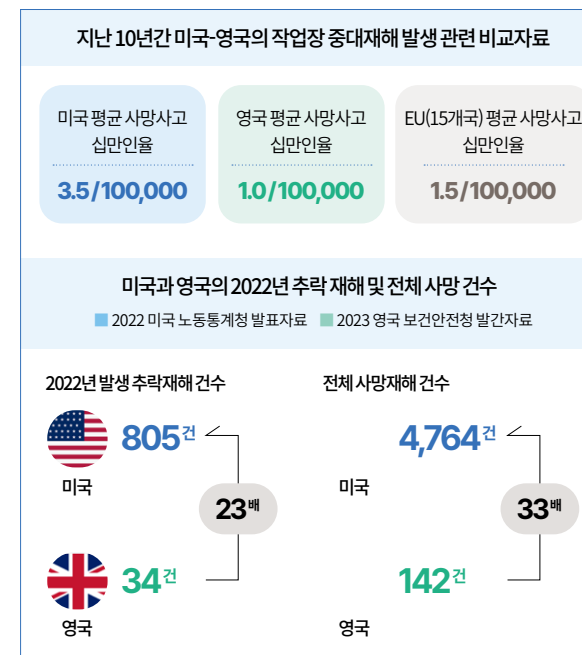 지난 10년간 미국-영국의 작업장 중대재해 발생 관련 비교자료
미국 평균 사망사고
십만인율
3.5/100,000
영국 평균 사망사고
십만인율
1.0/100,000
EU(15개국) 평균 사망사고
십만인율
1.5/100,000
미국과 영국의 2022년 추락 재해 및 전체 사망 건수
2022 미국 노동통계청 발표자료
2023 영국 보건안전청 발간자료
2022년 발생 추락재해 건수
805건
미국
23배
34건
영국
전체 사망재해 건수
4,764건
미국
33배
142건
영국